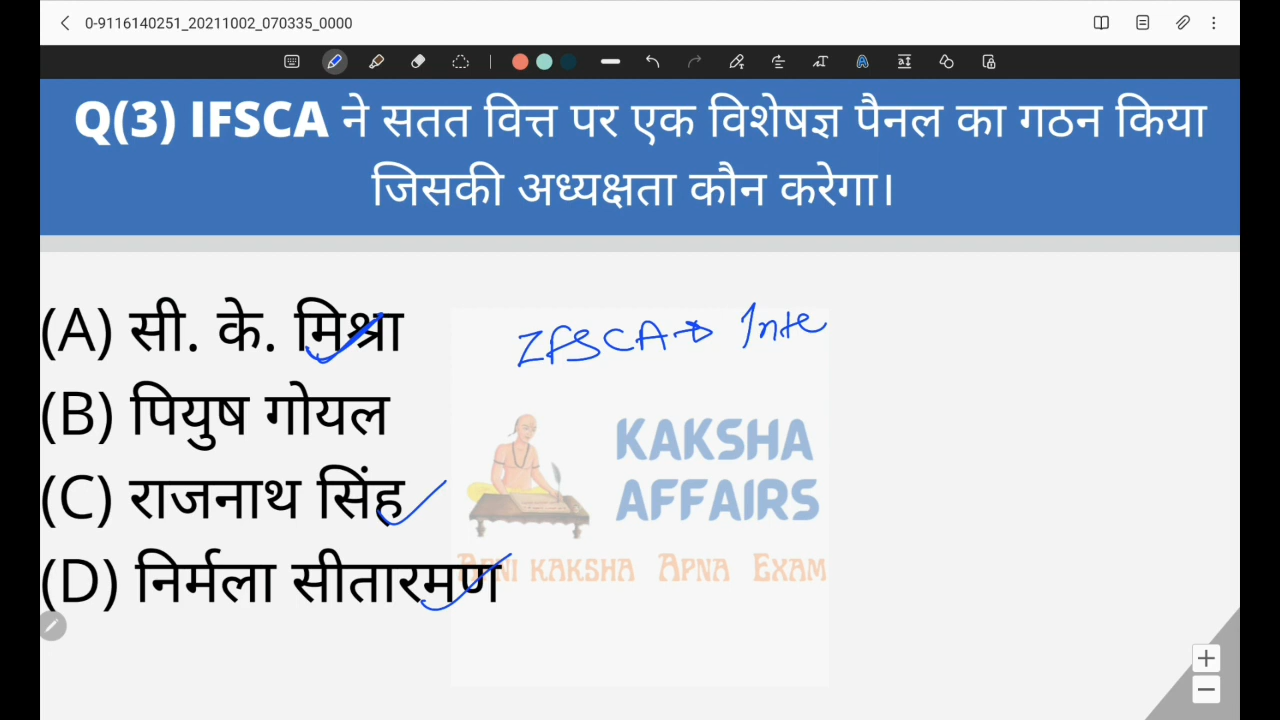 0-9116140251_20211002_070335_0000
Q(3) IFSCA ने सतत वित्त पर एक विशेषज्ञ पैनल का गठन किया
जिसकी अध्यक्षता कौन करेगा।
(A) सी. के. मिश्रा
IFSCA → Inte
(B) पियुष गोयल
(C) राजनाथ सिंह
(D) निर्मला सीतारमण
KAKSHA
AFFAIRS
APNI KAKSHA APNA EXAM